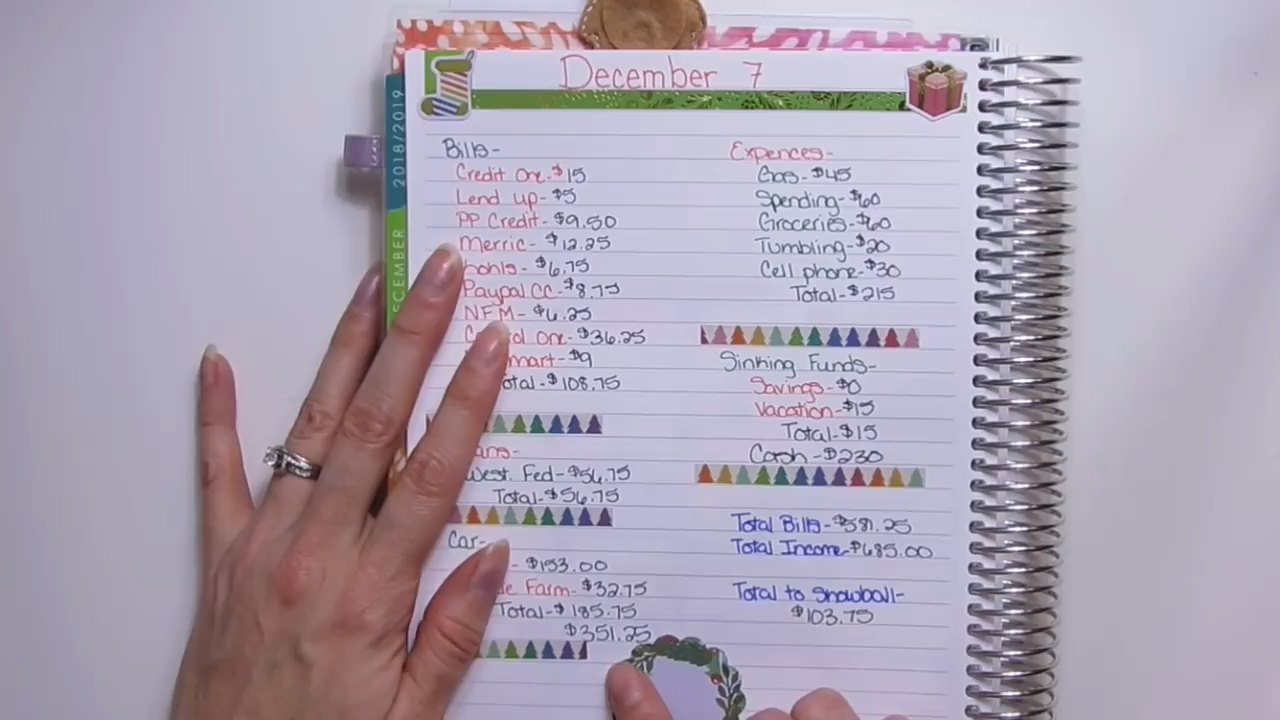 2018/2019
December 7
Bills-
Credit One-$15
Lend up-$5
PP Credit-$9.50
Merric-$12.25
$6.75
Paypal CC-$8.75
NFM-$6.25
One-$36.25
mart-$9
otal-$108.75
ans-
West. Fed-$56.75
Total-$56.75
Car-
-$153.00
Farm-$32.75
Total-$185.75
$351.25
Expences-
Gas-$45
Spending-$60
Groceries-$60
Tumbling-$20
Cell phone-$30
Total-$215
Sinking Funds-
Savings-$0
Vacation-$15
Total-$15
Cash-$230
Total Bills-$581.25
Total Income-$685.00
Total to Snowball-
$103.75